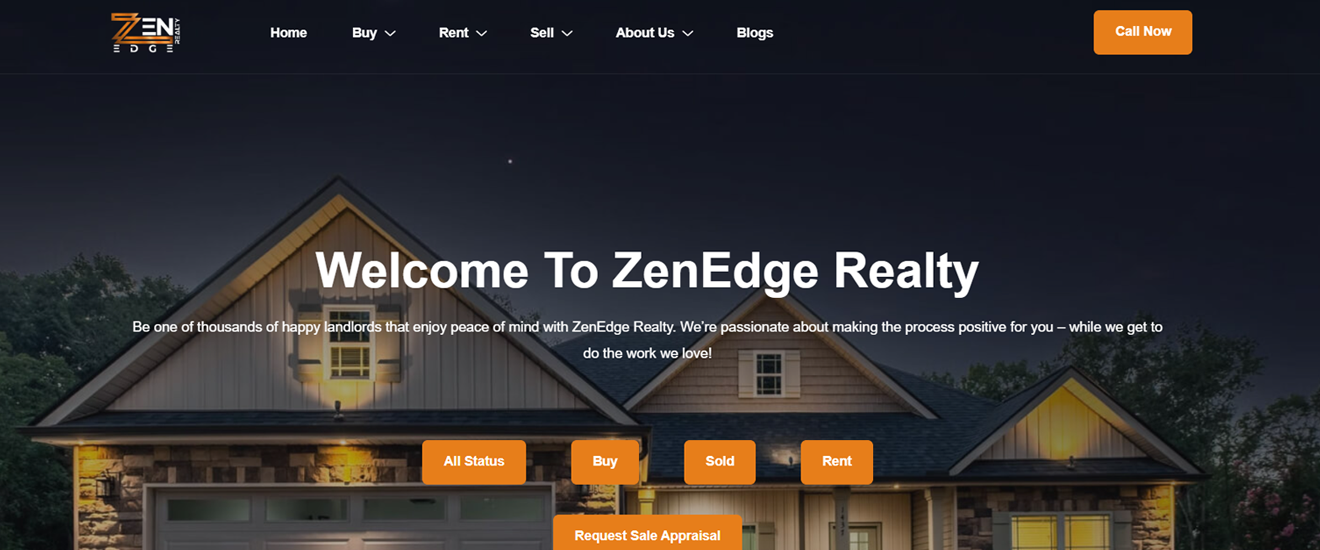 ZEN
REALTY
EDGE
Home
Buy
Rent
Sell
About Us
Blogs
Call Now
Welcome To ZenEdge Realty
Be one of thousands of happy landlords that enjoy peace of mind with ZenEdge Realty. We're passionate about making the process positive for you – while we get to
do the work we love!
All Status
Buy
Sold
Rent
Request Sale Appraisal